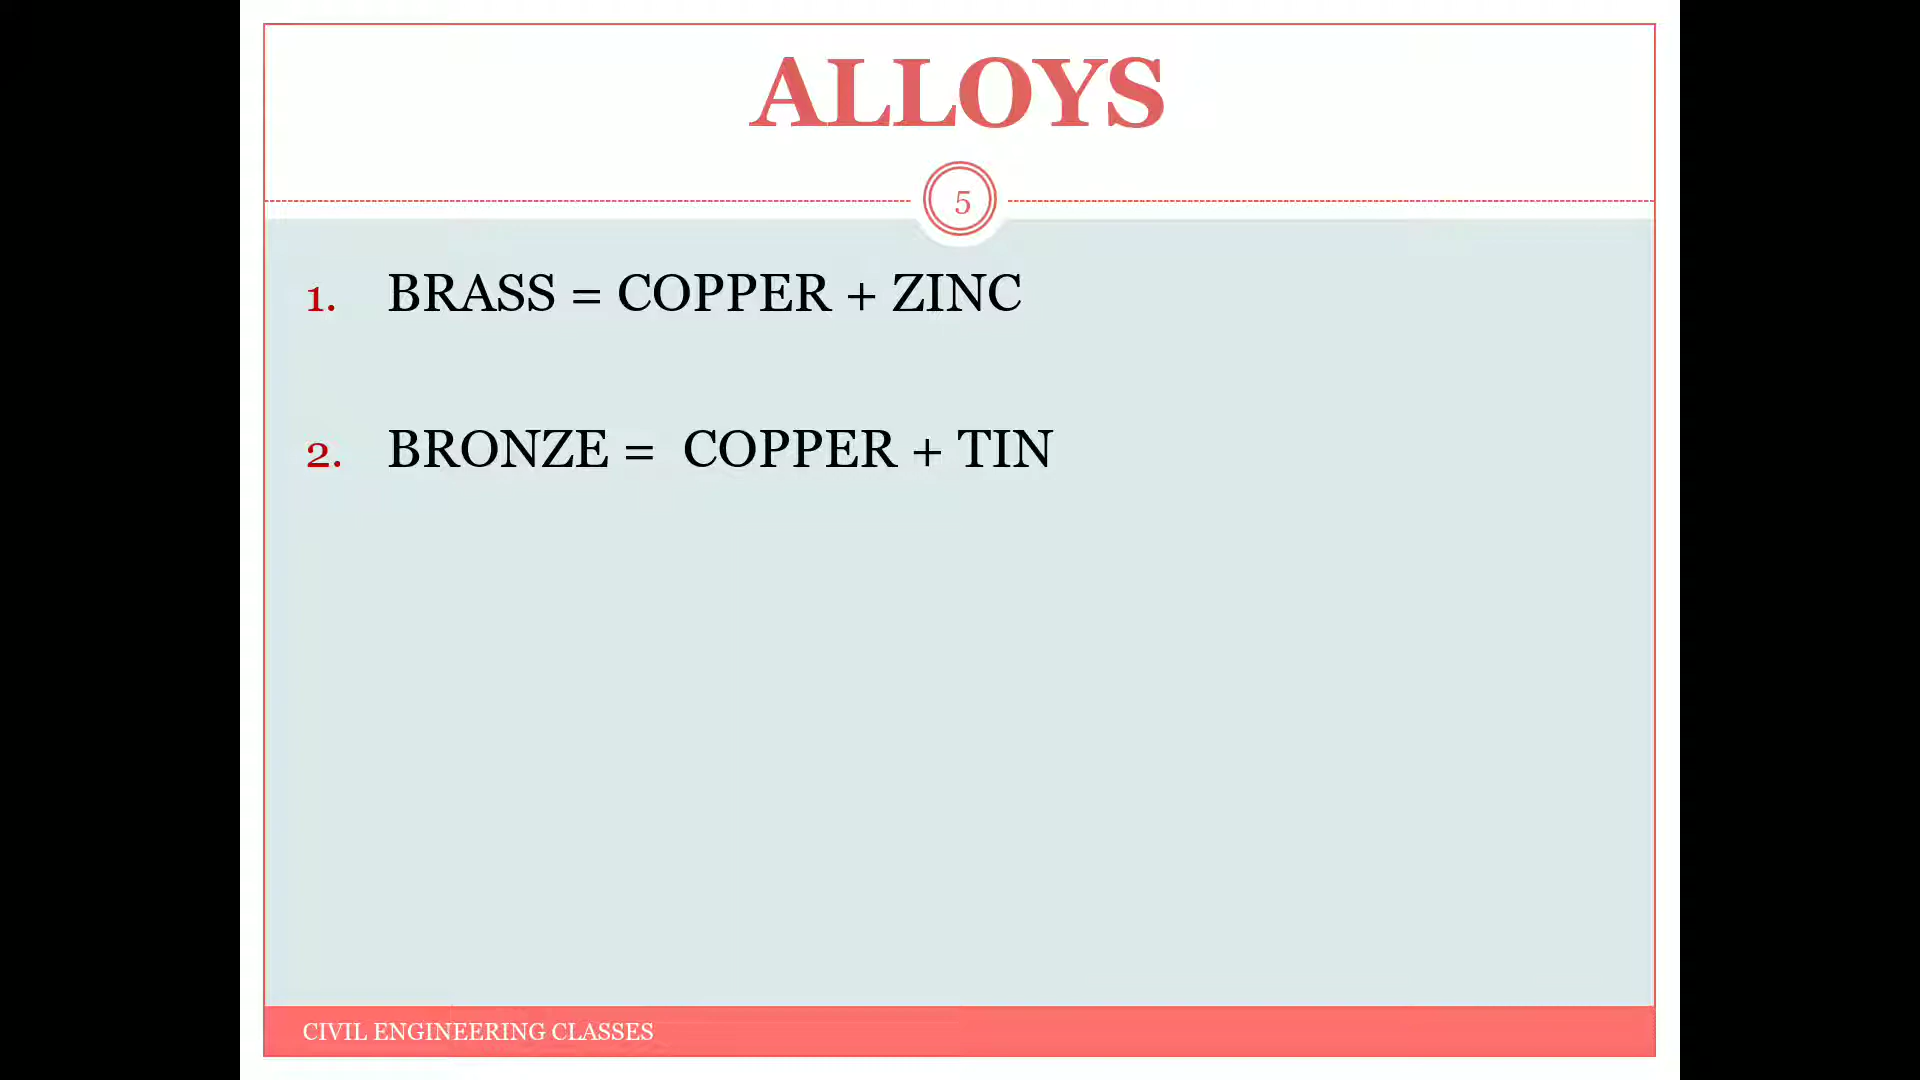 ALLOYS
5
1. BRASS = COPPER + ZINC
2. BRONZE = COPPER + TIN
CIVIL ENGINEERING CLASSES